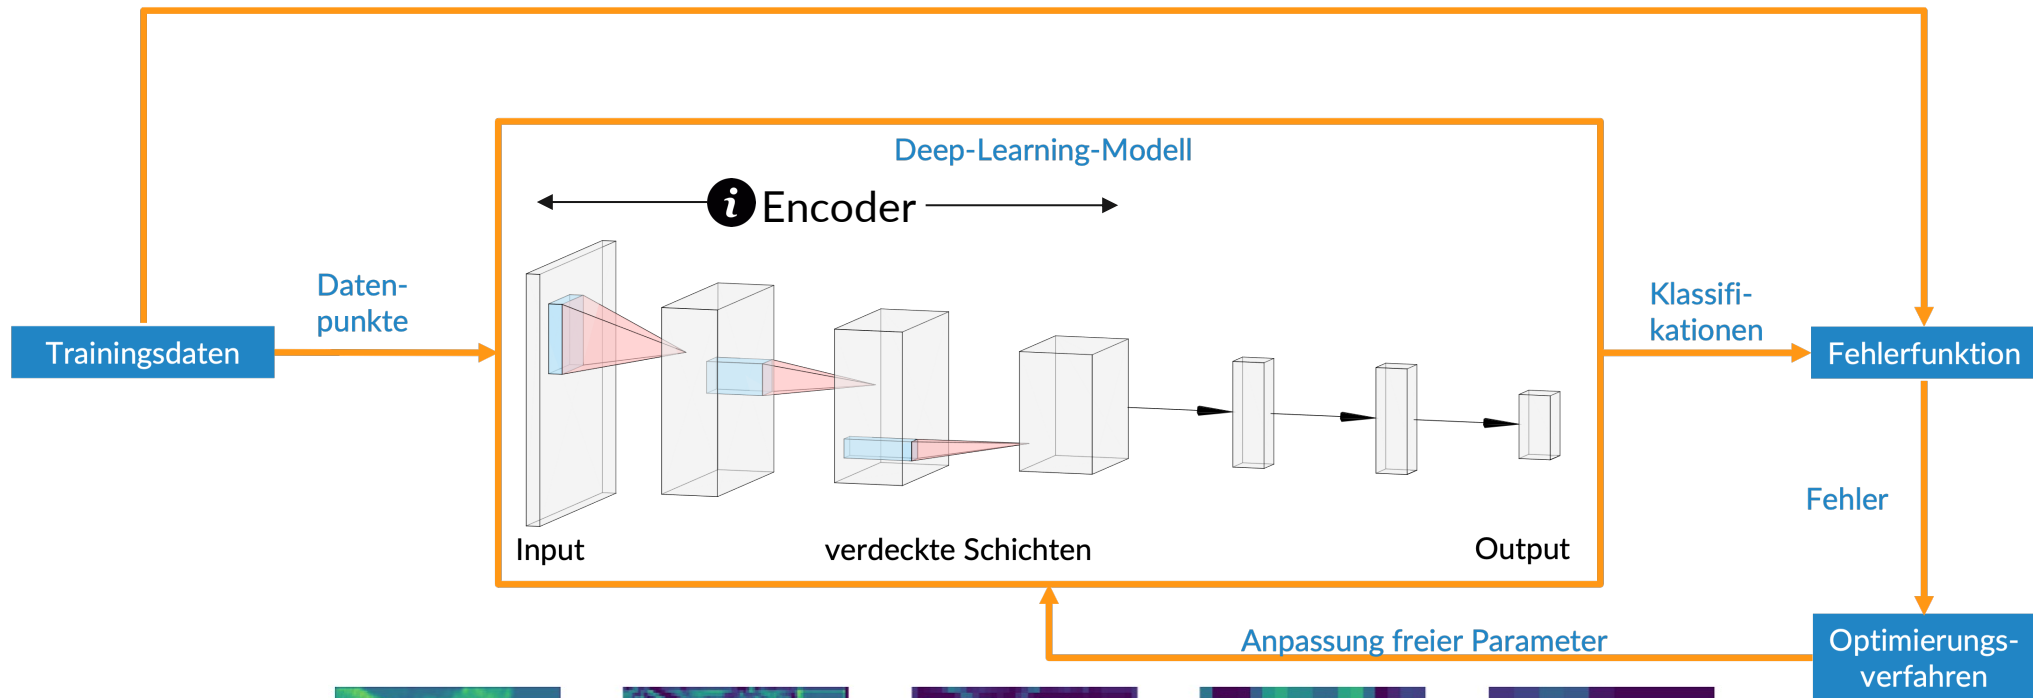 Deep-Learning-Modell
i Encoder
Daten-
punkte
Trainingsdaten
Klassifi-
kationen
Fehlerfunktion
Fehler
Input
verdeckte Schichten
Output
Anpassung freier Parameter
Optimierungs-
verfahren